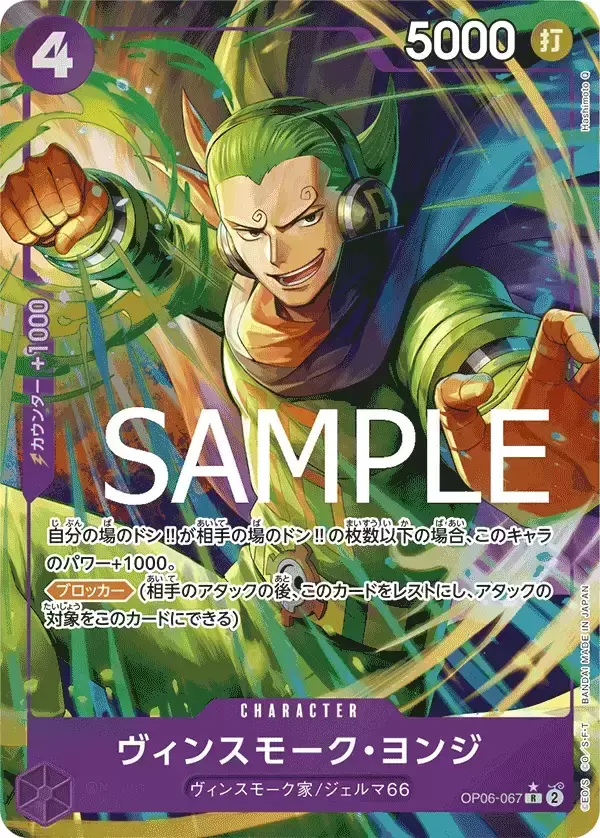 4
5000 打
Hashimoto Q
カウンター +1000
SAMPLE
自分の場のドン!!が相手の場のドン!!の枚数以下の場合、このキャラ
のパワー+1000。
ブロッカー (相手のアタックの後、このカードをレストにし、アタックの
対象をこのカードにできる)
CHARACTER
ヴィンスモーク・ヨンジ
ヴィンスモーク家/ジェルマ66
OP06-067 R 2
©E.O/S. ©O/S・F・T BANDAI MADE IN JAPAN